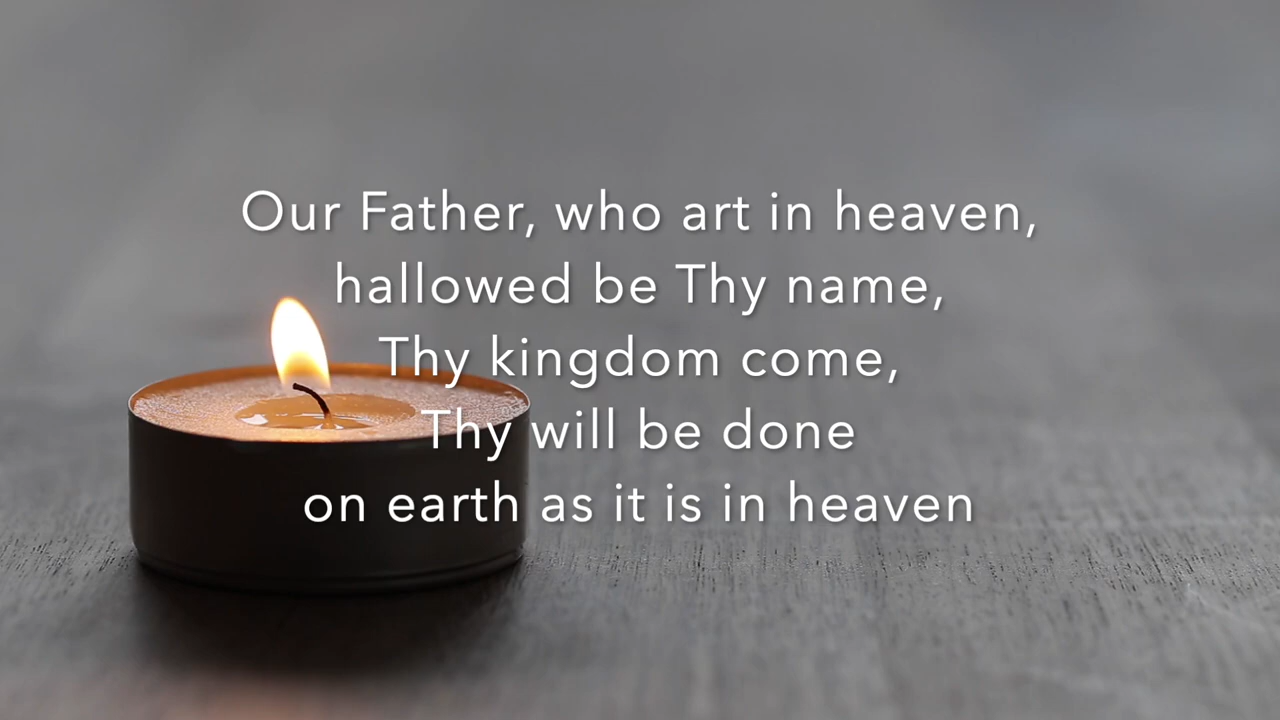 Our Father, who art in heaven,
hallowed be Thy name,
Thy kingdom come,
Thy will be done
on earth as it is in heaven